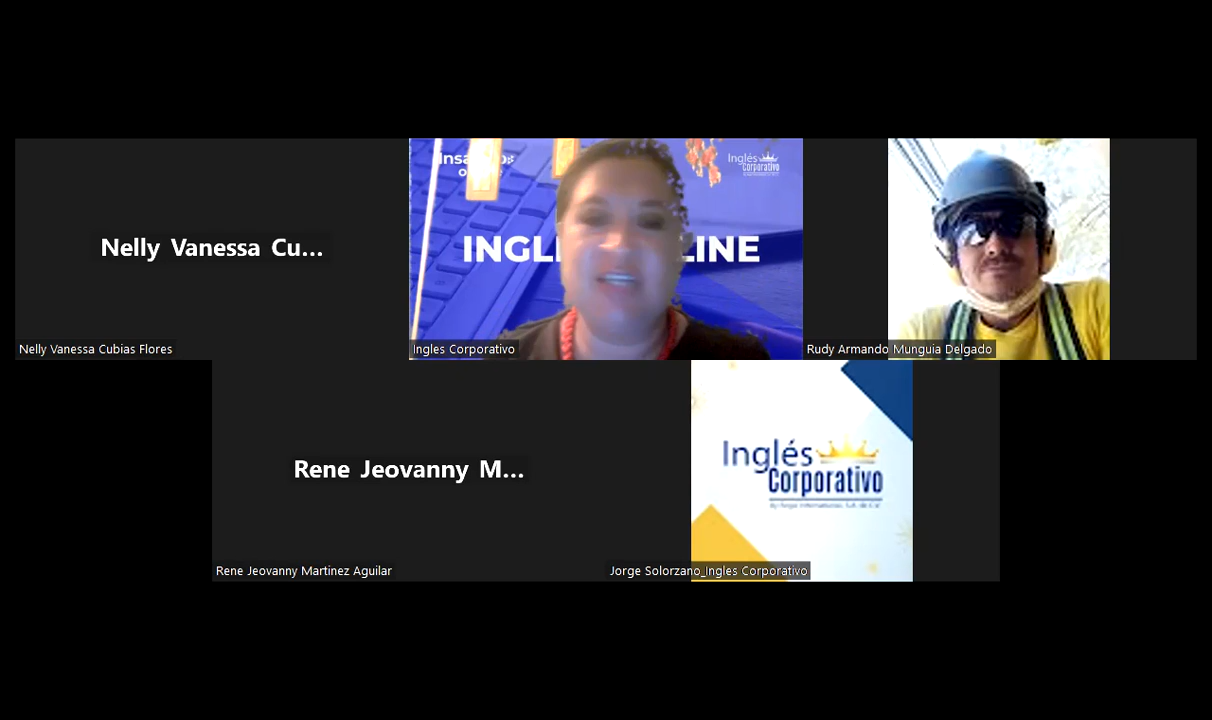 Nelly Vanessa Cu...
Nelly Vanessa Cubias Flores
Inglés
Corporativo
INGL LINE
Ingles Corporativo
Rudy Armando Munguia Delgado
Rene Jeovanny M...
Rene Jeovanny Martinez Aguilar
Inglés
Corporativo
Jorge Solorzano_Ingles Corporativo